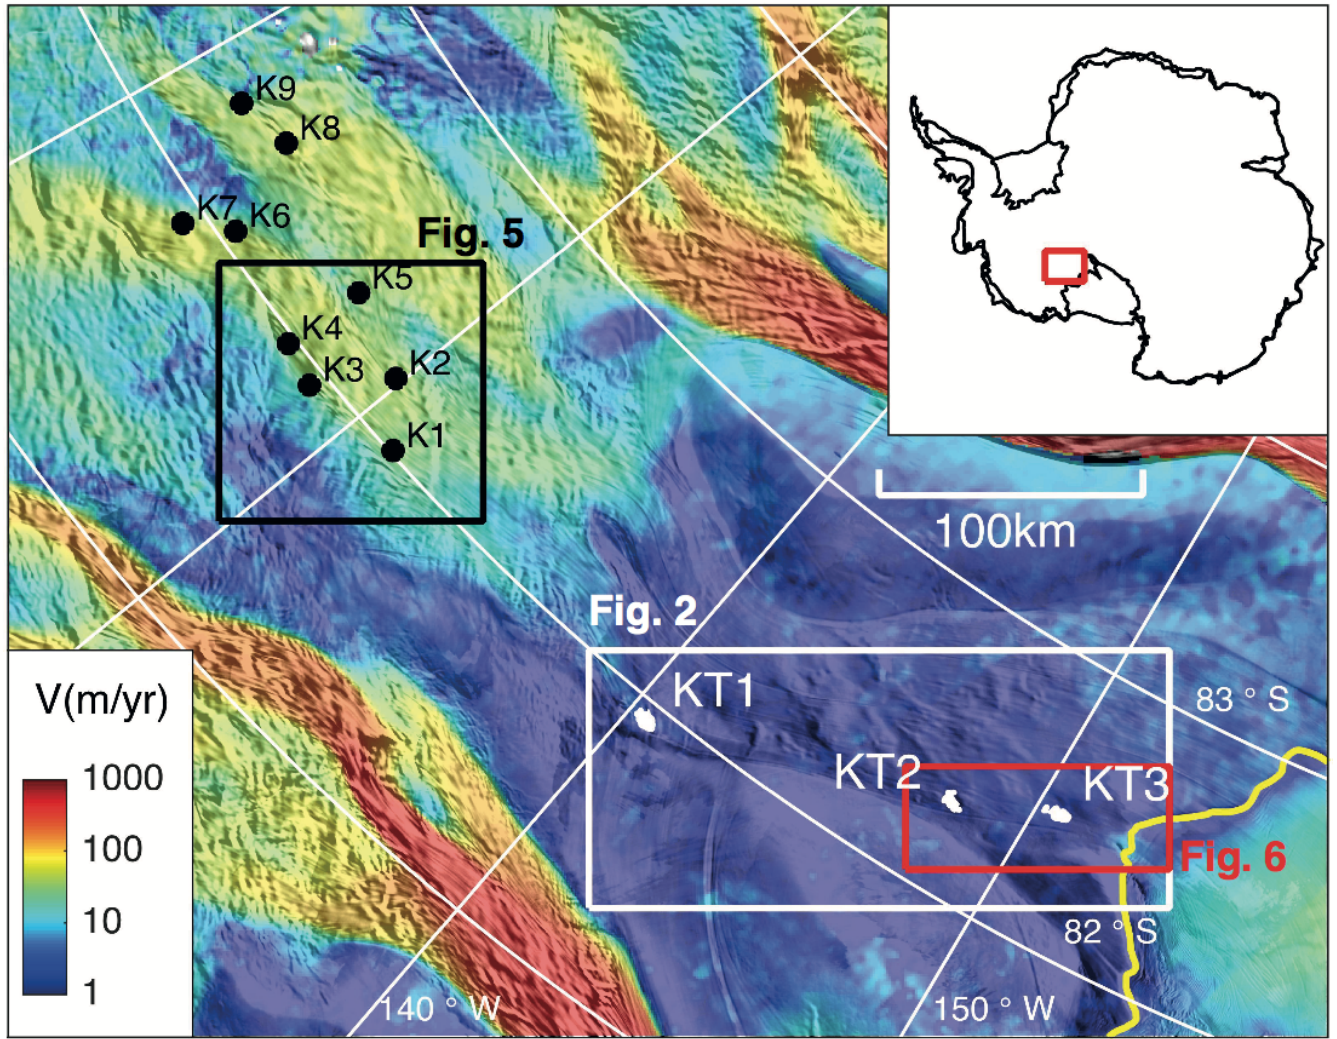 K9
K8
K7
K6
Fig. 5
K5
K4
K3
K2
K1
100km
Fig. 2
KT1
83 ° S
KT2
KT3
Fig. 6
82 ° S
V(m/yr)
1000
100
10
1
140 ° W
150 ° W